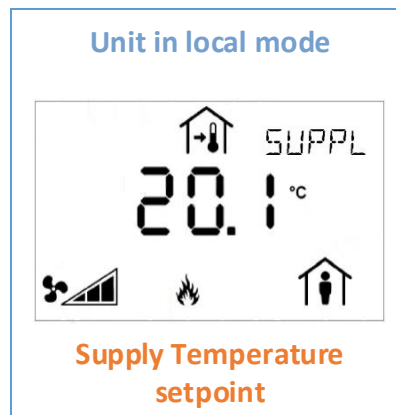 Unit in local mode
SUPPL
20.1 °C
Supply Temperature
setpoint